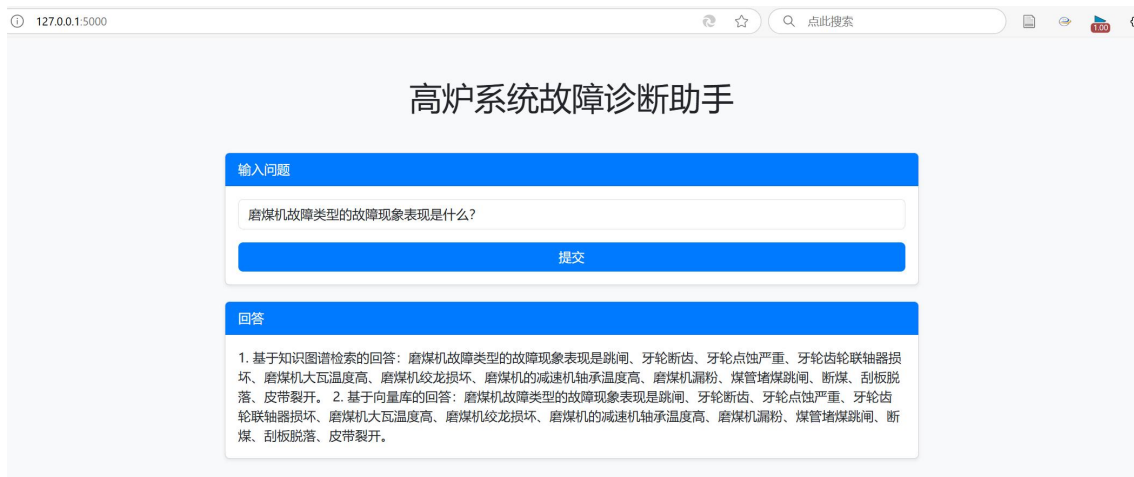 127.0.0.1:5000
点此搜索
1.00
高炉系统故障诊断助手
输入问题
磨煤机故障类型的故障现象表现是什么?
提交
回答
1. 基于知识图谱检索的回答：磨煤机故障类型的故障现象表现是跳闸、牙轮断齿、牙轮点蚀严重、牙轮齿轮联轴器损
坏、磨煤机大瓦温度高、磨煤机绞龙损坏、磨煤机的减速机轴承温度高、磨煤机漏粉、煤管堵煤跳闸、断煤、刮板脱
落、皮带裂开。 2. 基于向量库的回答：磨煤机故障类型的故障现象表现是跳闸、牙轮断齿、牙轮点蚀严重、牙轮齿
轮联轴器损坏、磨煤机大瓦温度高、磨煤机绞龙损坏、磨煤机的减速机轴承温度高、磨煤机漏粉、煤管堵煤跳闸、断
煤、刮板脱落、皮带裂开。